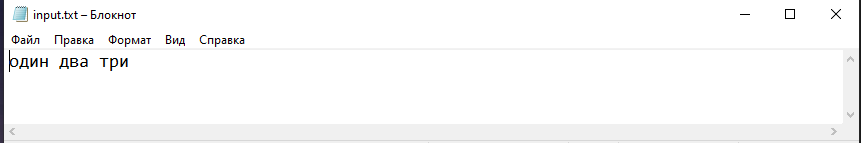 input.txt – Блокнот
Файл Правка Формат Вид Справка
один два три